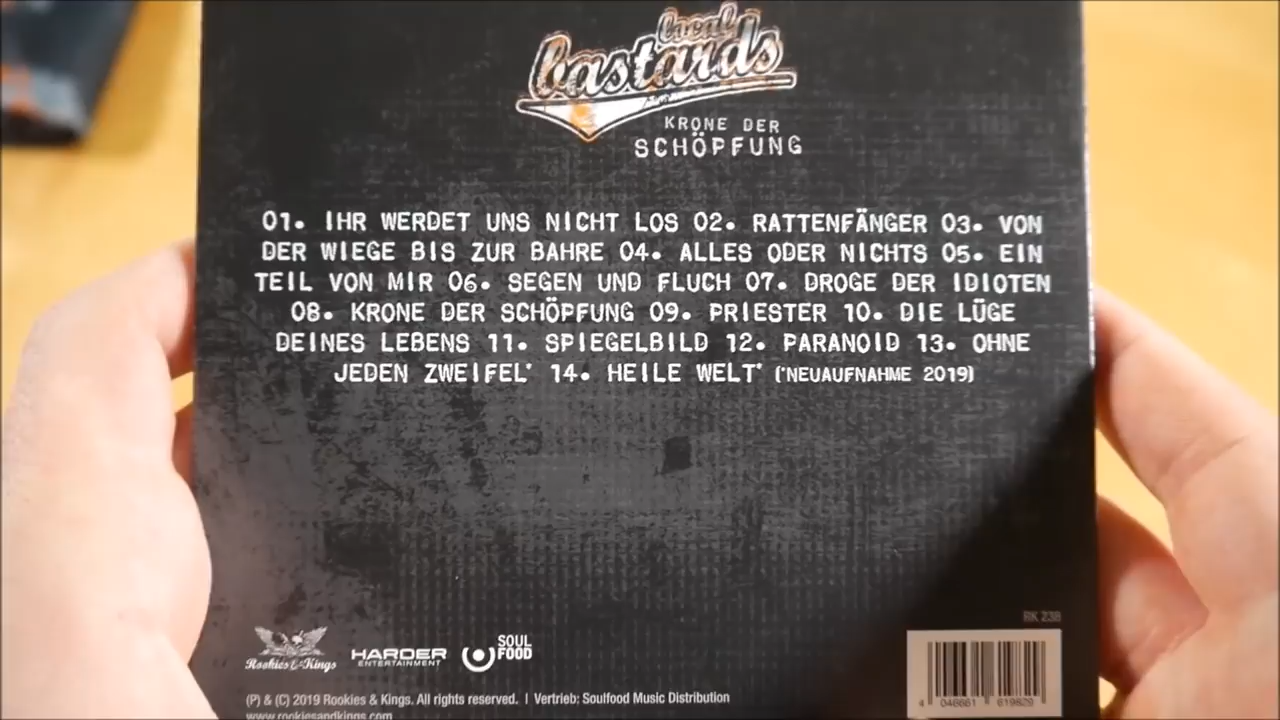 local
bastards
KRONE DER
SCHÖPFUNG
01. IHR WERDET UNS NICHT LOS 02. RATTENFÄNGER 03. VON
DER WIEGE BIS ZUR BAHRE 04. ALLES ODER NICHTS 05. EIN
TEIL VON MIR 06. SEGEN UND FLUCH 07. DROGE DER IDIOTEN
08. KRONE DER SCHÖPFUNG 09. PRIESTER 10. DIE LÜGE
DEINES LEBENS 11. SPIEGELBILD 12. PARANOID 13. OHNE
JEDEN ZWEIFEL* 14. HEILE WELT* (*NEUAUFNAHME 2019)
RK 238
Rookies & Kings
HARDER
ENTERTAINMENT
SOUL
FOOD
4 046661 619829
(P) & (C) 2019 Rookies & Kings. All rights reserved. | Vertrieb: Soulfood Music Distribution
www.rookiesandkings.com